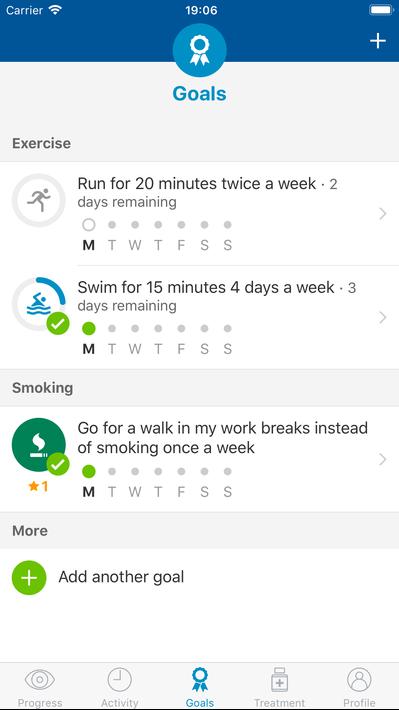 Carrier 19:06
Goals
Exercise
Run for 20 minutes twice a week · 2
days remaining
M T W T F S S
Swim for 15 minutes 4 days a week · 3
days remaining
M T W T F S S
Smoking
Go for a walk in my work breaks instead
of smoking once a week
★1
M T W T F S S
More
Add another goal
Progress Activity Goals Treatment Profile